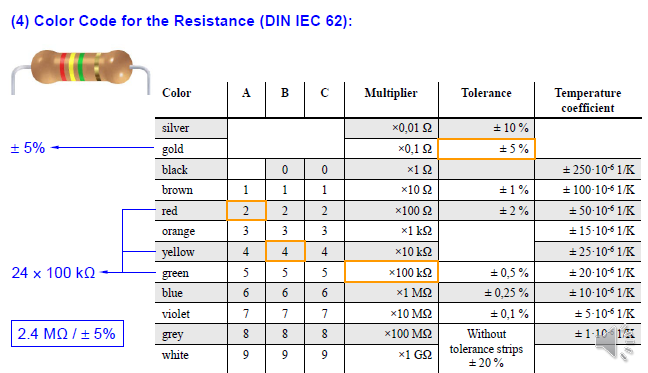 (4) Color Code for the Resistance (DIN IEC 62):
Color A B C Multiplier Tolerance Temperature coefficient
silver ×0,01 Ω ± 10 %
± 5% gold ×0,1 Ω ± 5 %
black 0 0 ×1 Ω ± 250·10⁻⁶ 1/K
brown 1 1 1 ×10 Ω ± 1 % ± 100·10⁻⁶ 1/K
red 2 2 2 ×100 Ω ± 2 % ± 50·10⁻⁶ 1/K
orange 3 3 3 ×1 kΩ ± 15·10⁻⁶ 1/K
yellow 4 4 4 ×10 kΩ ± 25·10⁻⁶ 1/K
24 x 100 kΩ green 5 5 5 ×100 kΩ ± 0,5 % ± 20·10⁻⁶ 1/K
blue 6 6 6 ×1 MΩ ± 0,25 % ± 10·10⁻⁶ 1/K
violet 7 7 7 ×10 MΩ ± 0,1 % ± 5·10⁻⁶ 1/K
2.4 MΩ / ± 5% grey 8 8 8 ×100 MΩ Without ± 1·10⁻⁶ 1/K
white 9 9 9 ×1 GΩ tolerance strips
± 20 %